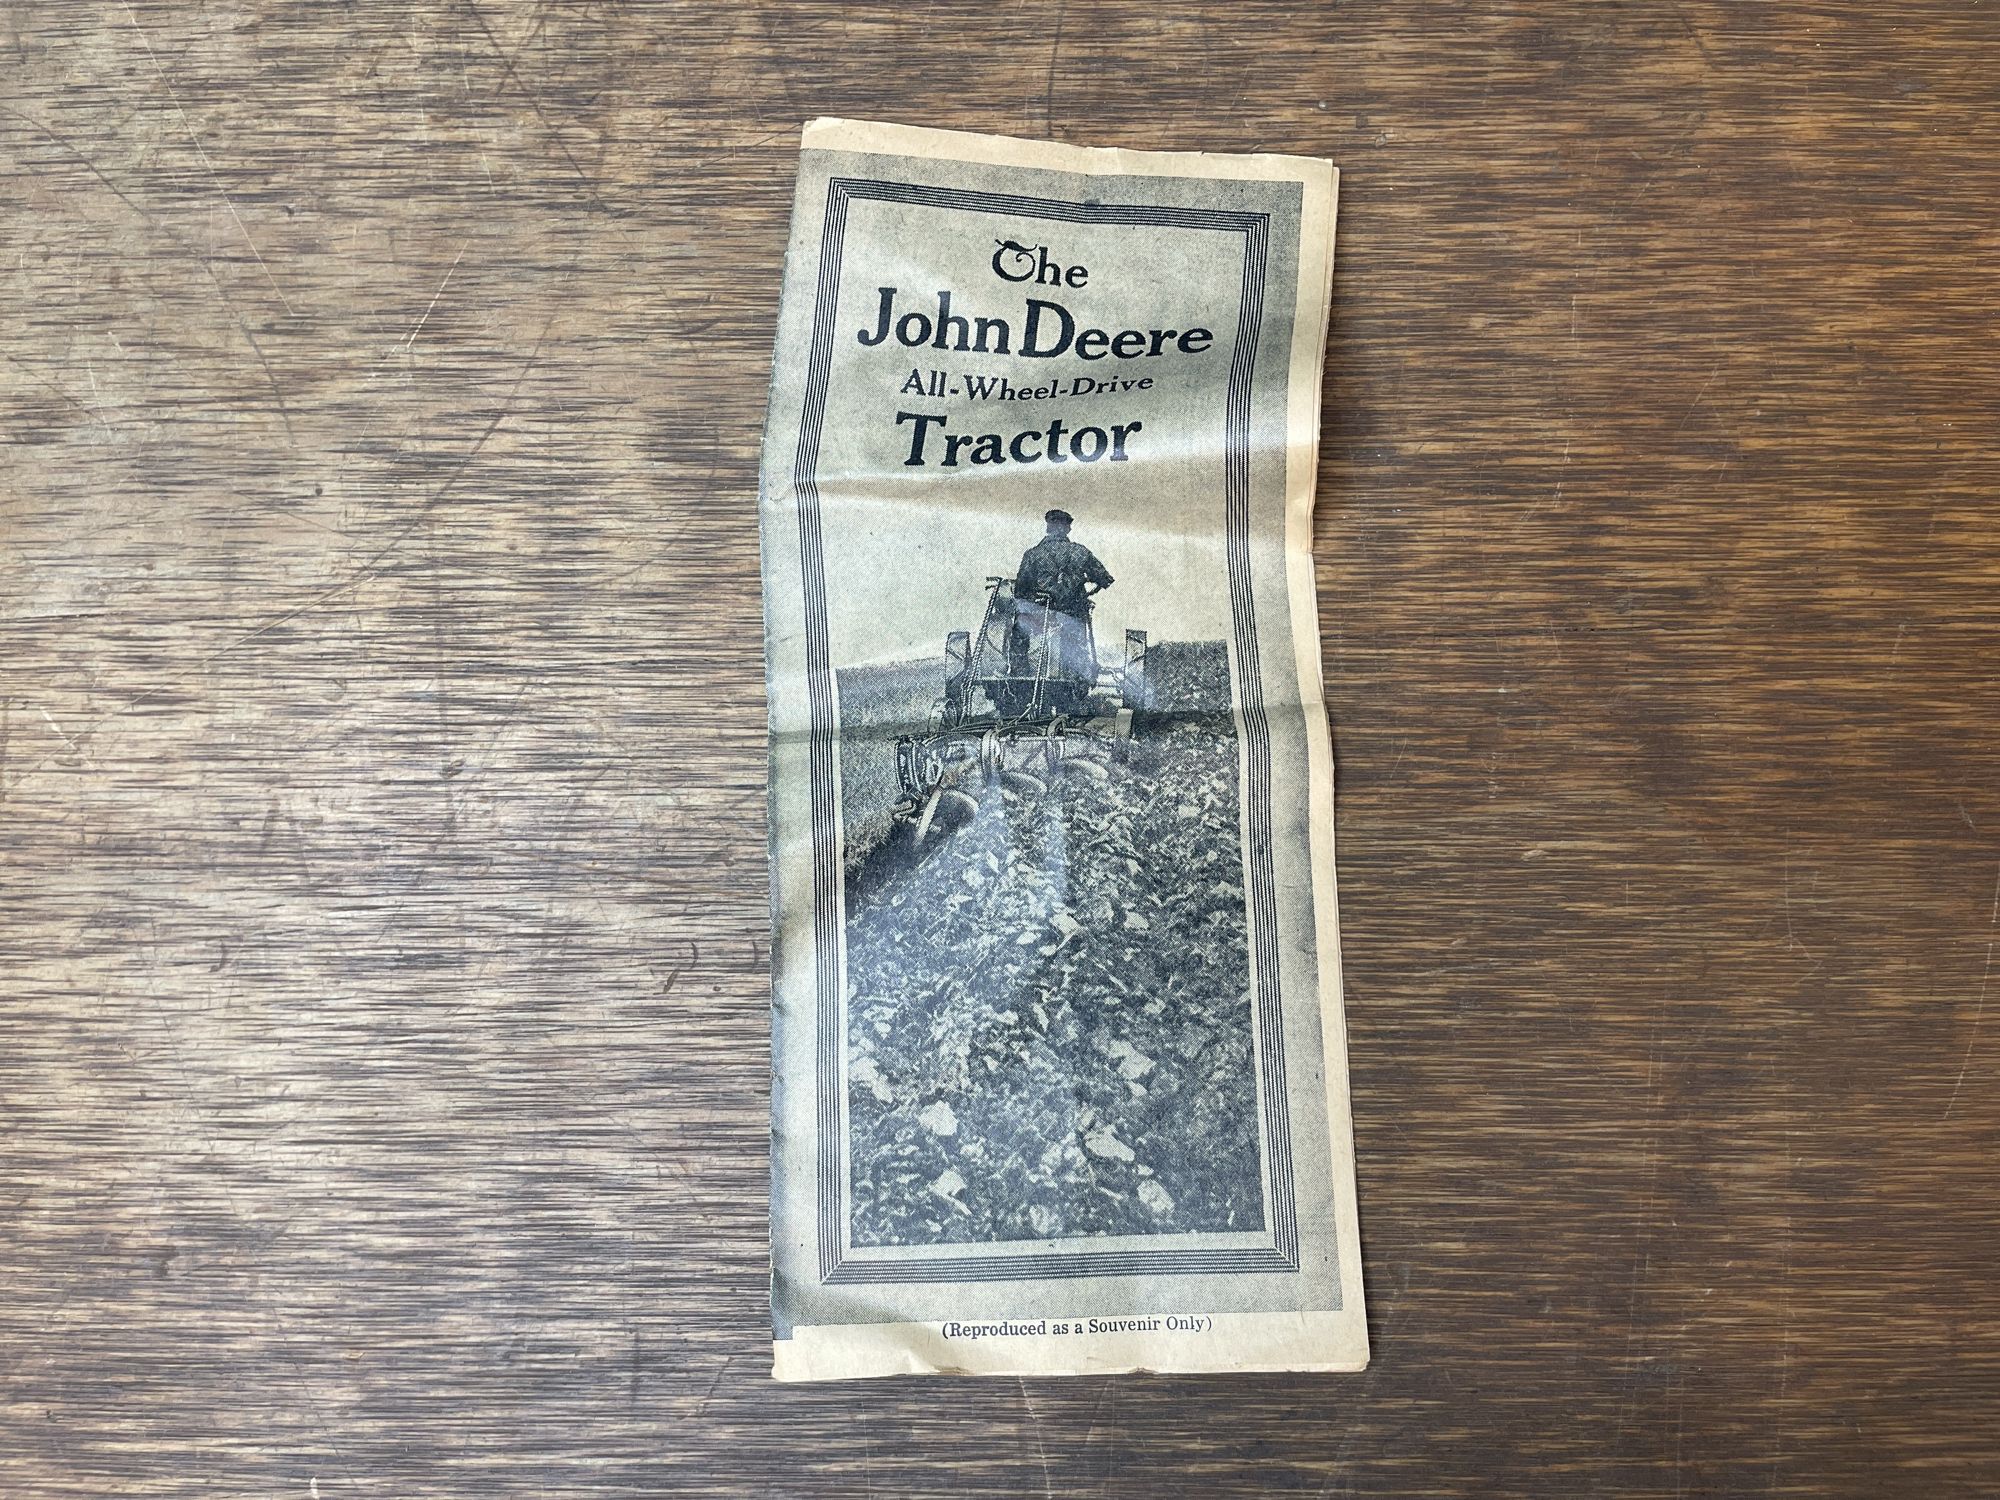 The
John Deere
All-Wheel-Drive
Tractor
(Reproduced as a Souvenir Only)